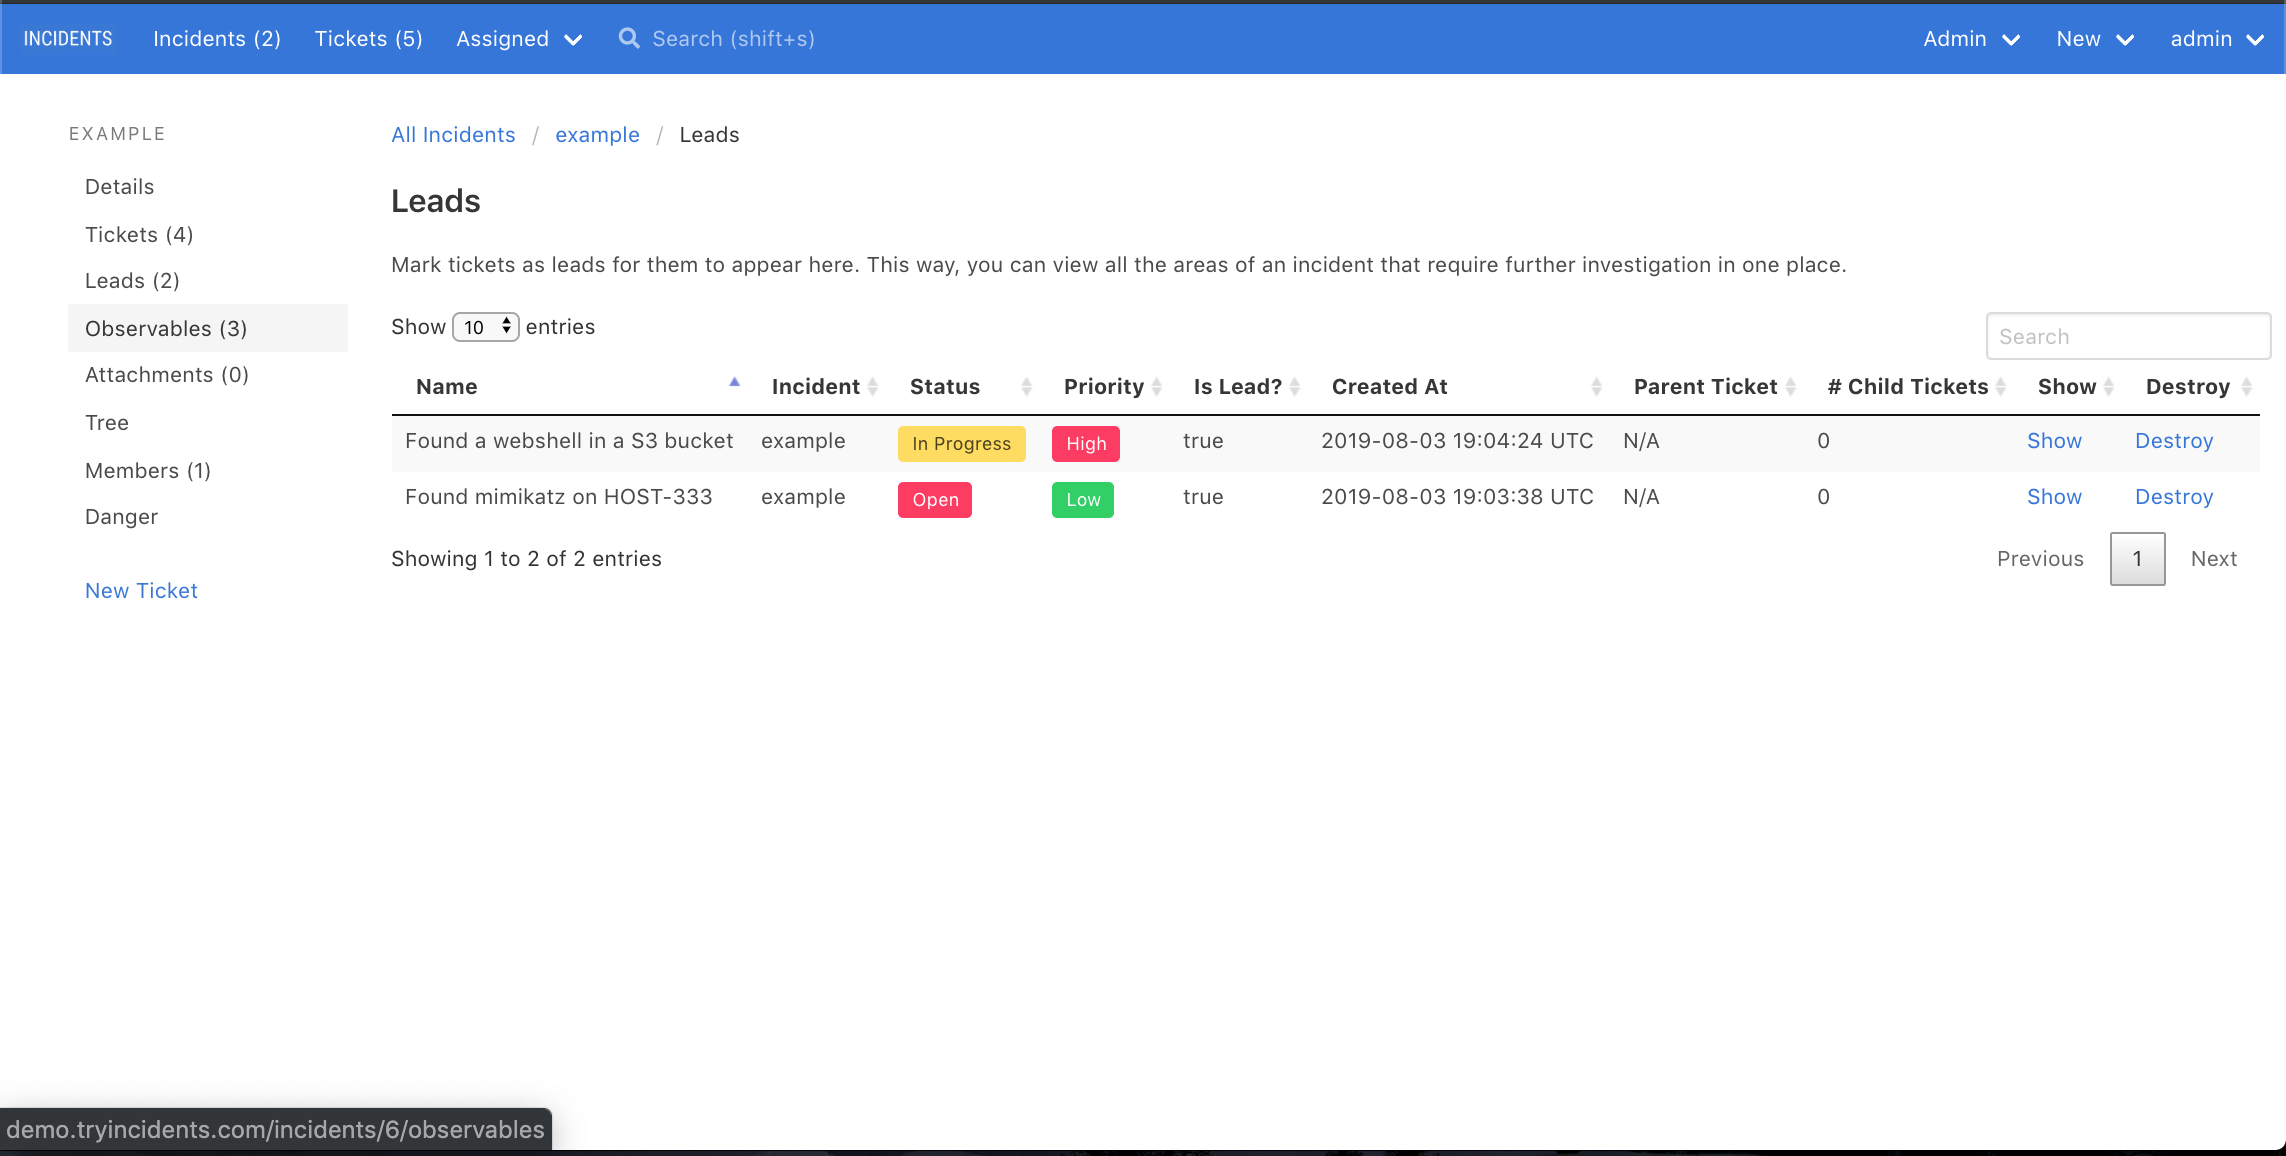 INCIDENTS Incidents (2) Tickets (5) Assigned Search (shift+s) Admin New admin
EXAMPLE
Details
Tickets (4)
Leads (2)
Observables (3)
Attachments (0)
Tree
Members (1)
Danger
New Ticket
All Incidents / example / Leads
Leads
Mark tickets as leads for them to appear here. This way, you can view all the areas of an incident that require further investigation in one place.
Show 10 entries
Search
Name Incident Status Priority Is Lead? Created At Parent Ticket # Child Tickets Show Destroy
Found a webshell in a S3 bucket example In Progress High true 2019-08-03 19:04:24 UTC N/A 0 Show Destroy
Found mimikatz on HOST-333 example Open Low true 2019-08-03 19:03:38 UTC N/A 0 Show Destroy
Showing 1 to 2 of 2 entries Previous 1 Next
demo.tryincidents.com/incidents/6/observables